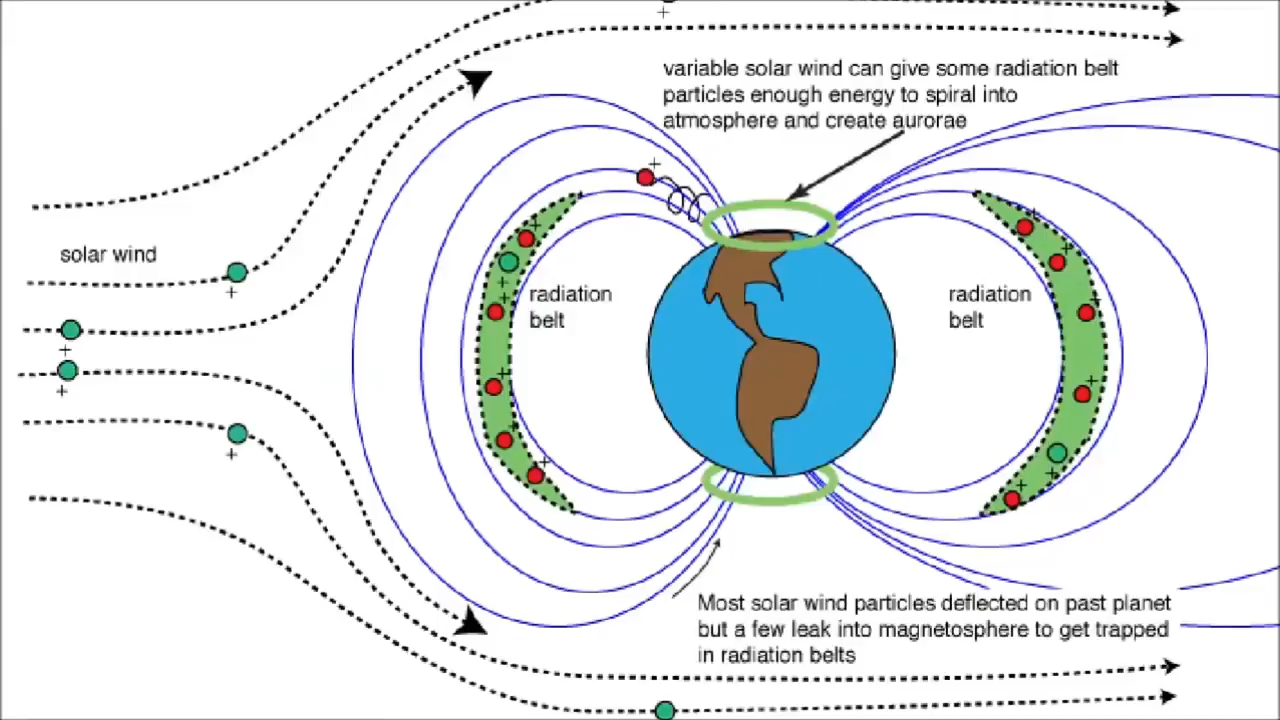 variable solar wind can give some radiation belt
particles enough energy to spiral into
atmosphere and create aurorae
solar wind
radiation
belt
radiation
belt
Most solar wind particles deflected on past planet
but a few leak into magnetosphere to get trapped
in radiation belts